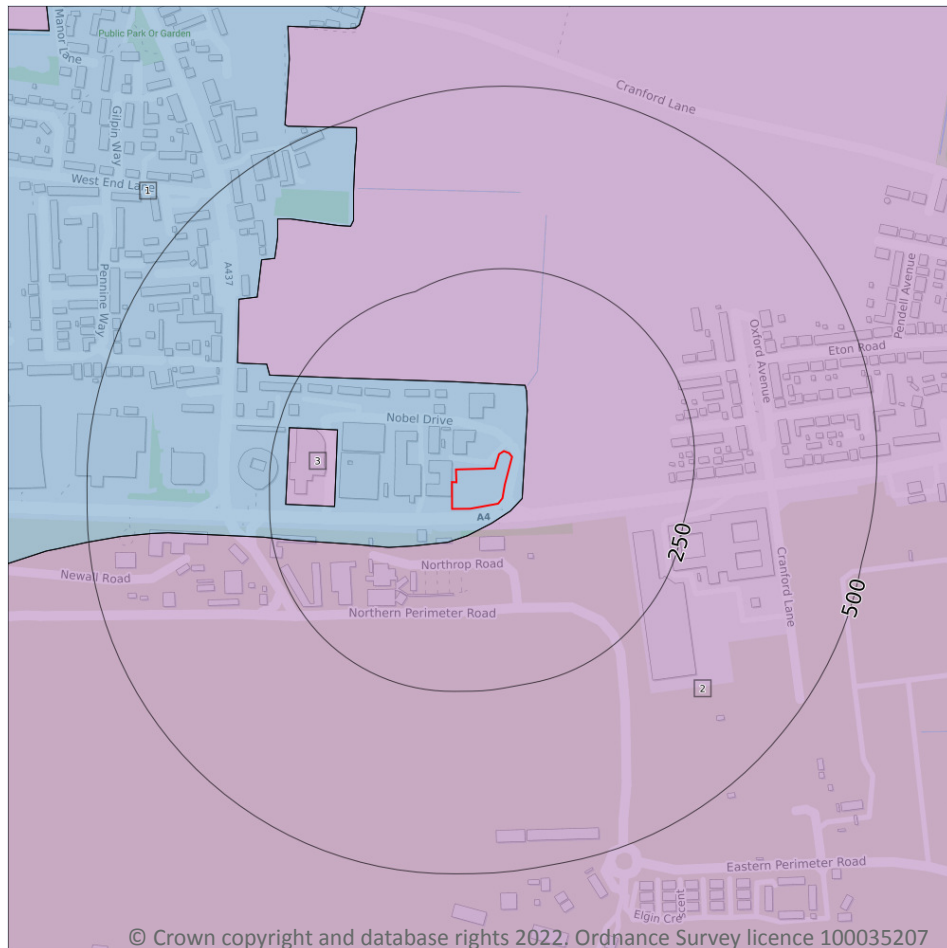 Manor Lane
Public Park Or Garden
Cranford Lane
Gilpin Way
West End Lane
1
Pennine Way
A437
Pendell Avenue
Oxford Avenue
Eton Road
Nobel Drive
3
A4
250
Northrop Road
Newall Road
Cranford Lane
500
Northern Perimeter Road
2
Eastern Perimeter Road
Elgin Crescent
© Crown copyright and database rights 2022. Ordnance Survey licence 100035207